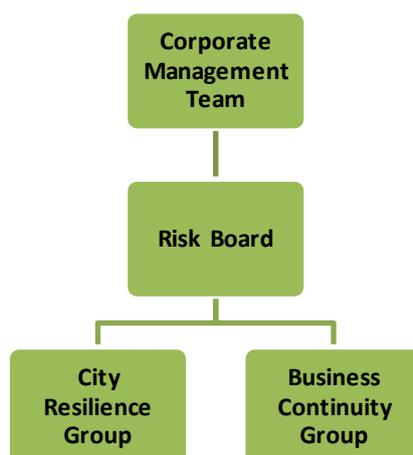 Corporate
Management
Team
Risk Board
City
Resilience
Group
Business
Continuity
Group